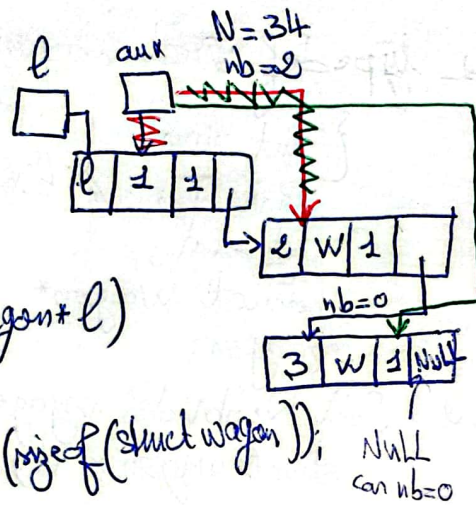 N = 34
l aux nb=2
l 1 1
2 W 1
gon* l)
nb=0
3 W 1 NULL
(sizeof(struct wagon));
NULL
car nb=0